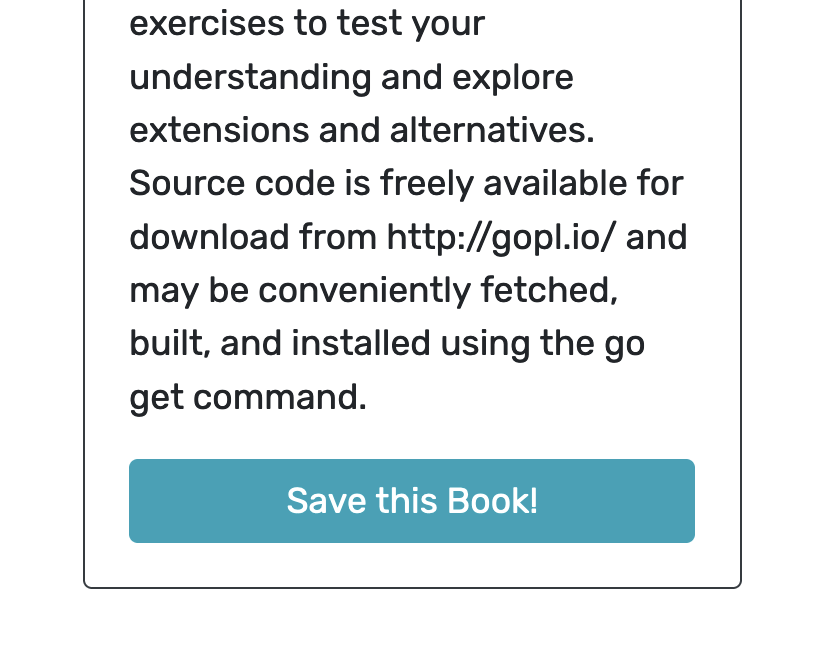 exercises to test your
understanding and explore
extensions and alternatives.
Source code is freely available for
download from http://gopl.io/ and
may be conveniently fetched,
built, and installed using the go
get command.
Save this Book!